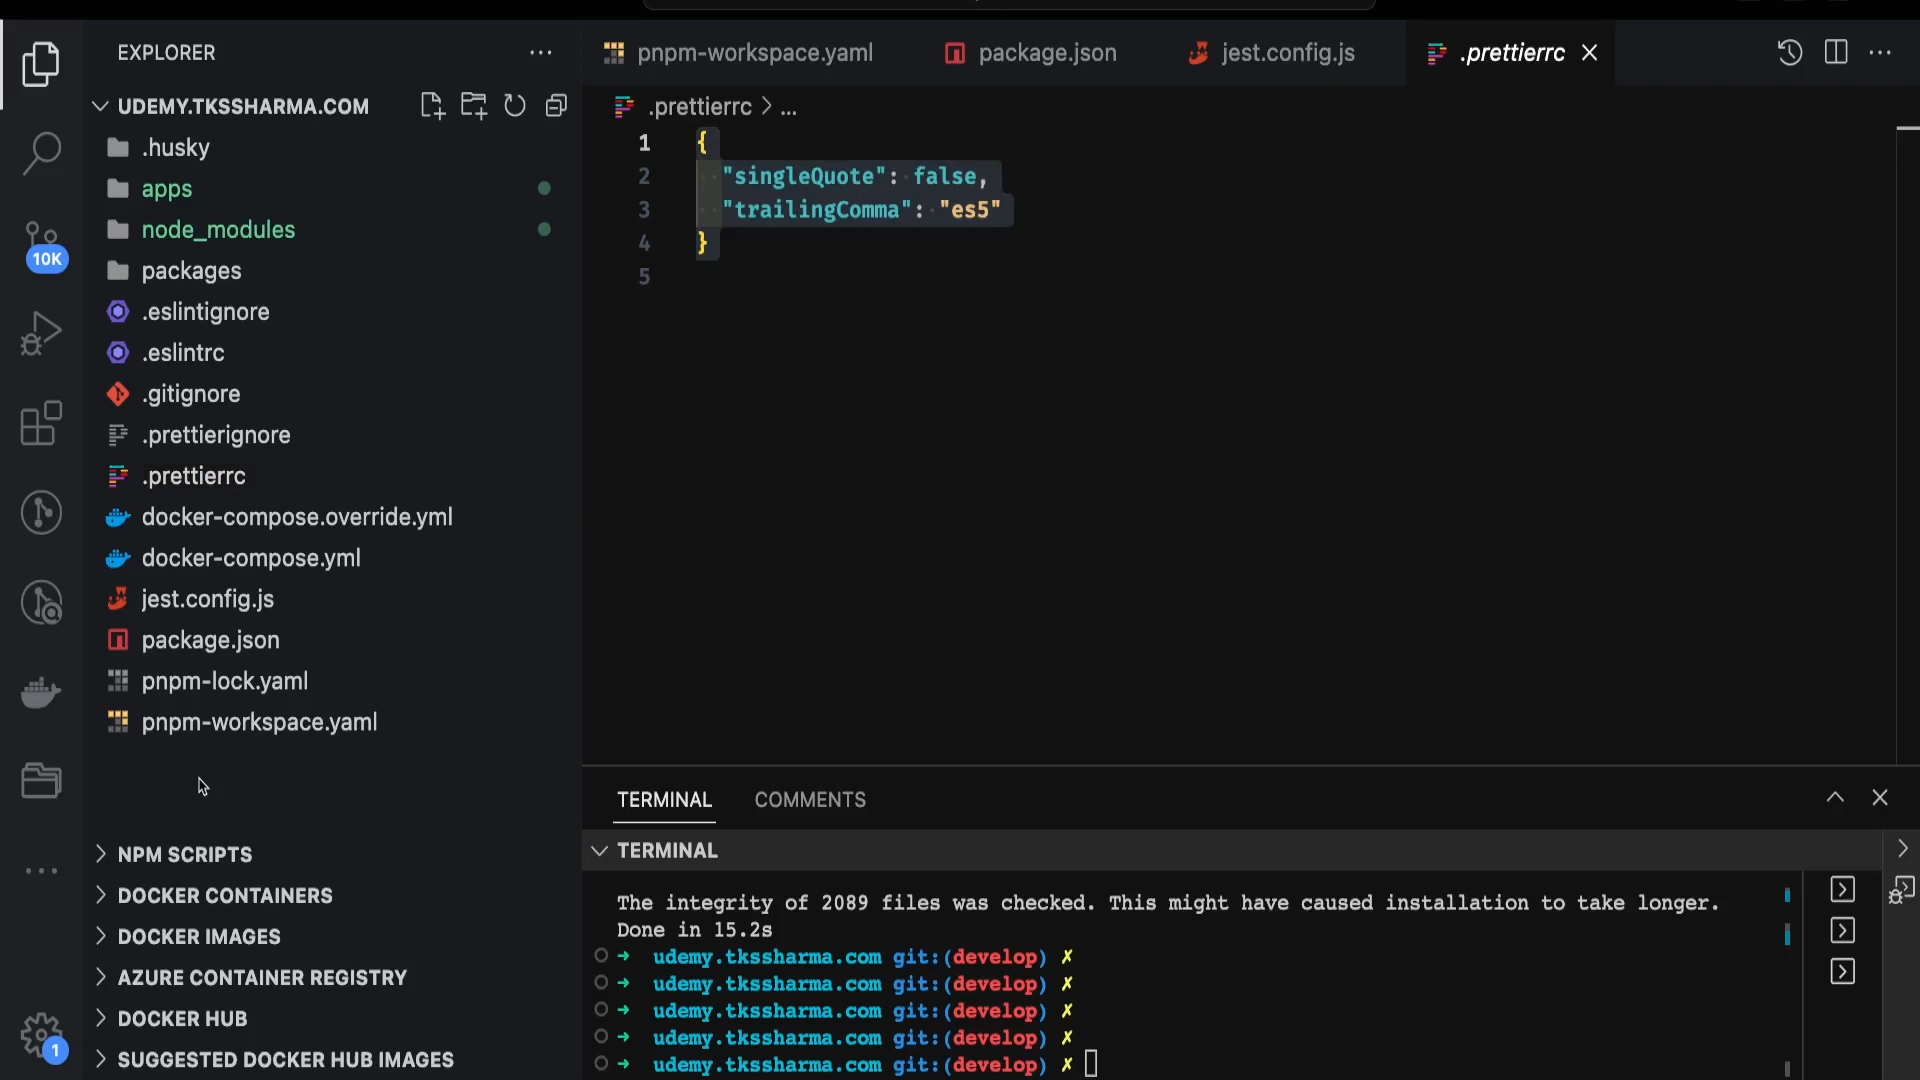 EXPLORER
UDEMY.TKSSHARMA.COM
.husky
apps
node_modules
packages
.eslintignore
.eslintrc
.gitignore
.prettierignore
.prettierrc
docker-compose.override.yml
docker-compose.yml
jest.config.js
package.json
pnpm-lock.yaml
pnpm-workspace.yaml
NPM SCRIPTS
DOCKER CONTAINERS
DOCKER IMAGES
AZURE CONTAINER REGISTRY
DOCKER HUB
SUGGESTED DOCKER HUB IMAGES
10K
1
pnpm-workspace.yaml package.json jest.config.js .prettierrc
.prettierrc > ...
1 {
2 "singleQuote": false,
3 "trailingComma": "es5"
4 }
5
TERMINAL COMMENTS
TERMINAL
The integrity of 2089 files was checked. This might have caused installation to take longer.
Done in 15.2s
➜ udemy.tkssharma.com git:(develop) ✗
➜ udemy.tkssharma.com git:(develop) ✗
➜ udemy.tkssharma.com git:(develop) ✗
➜ udemy.tkssharma.com git:(develop) ✗
➜ udemy.tkssharma.com git:(develop) ✗